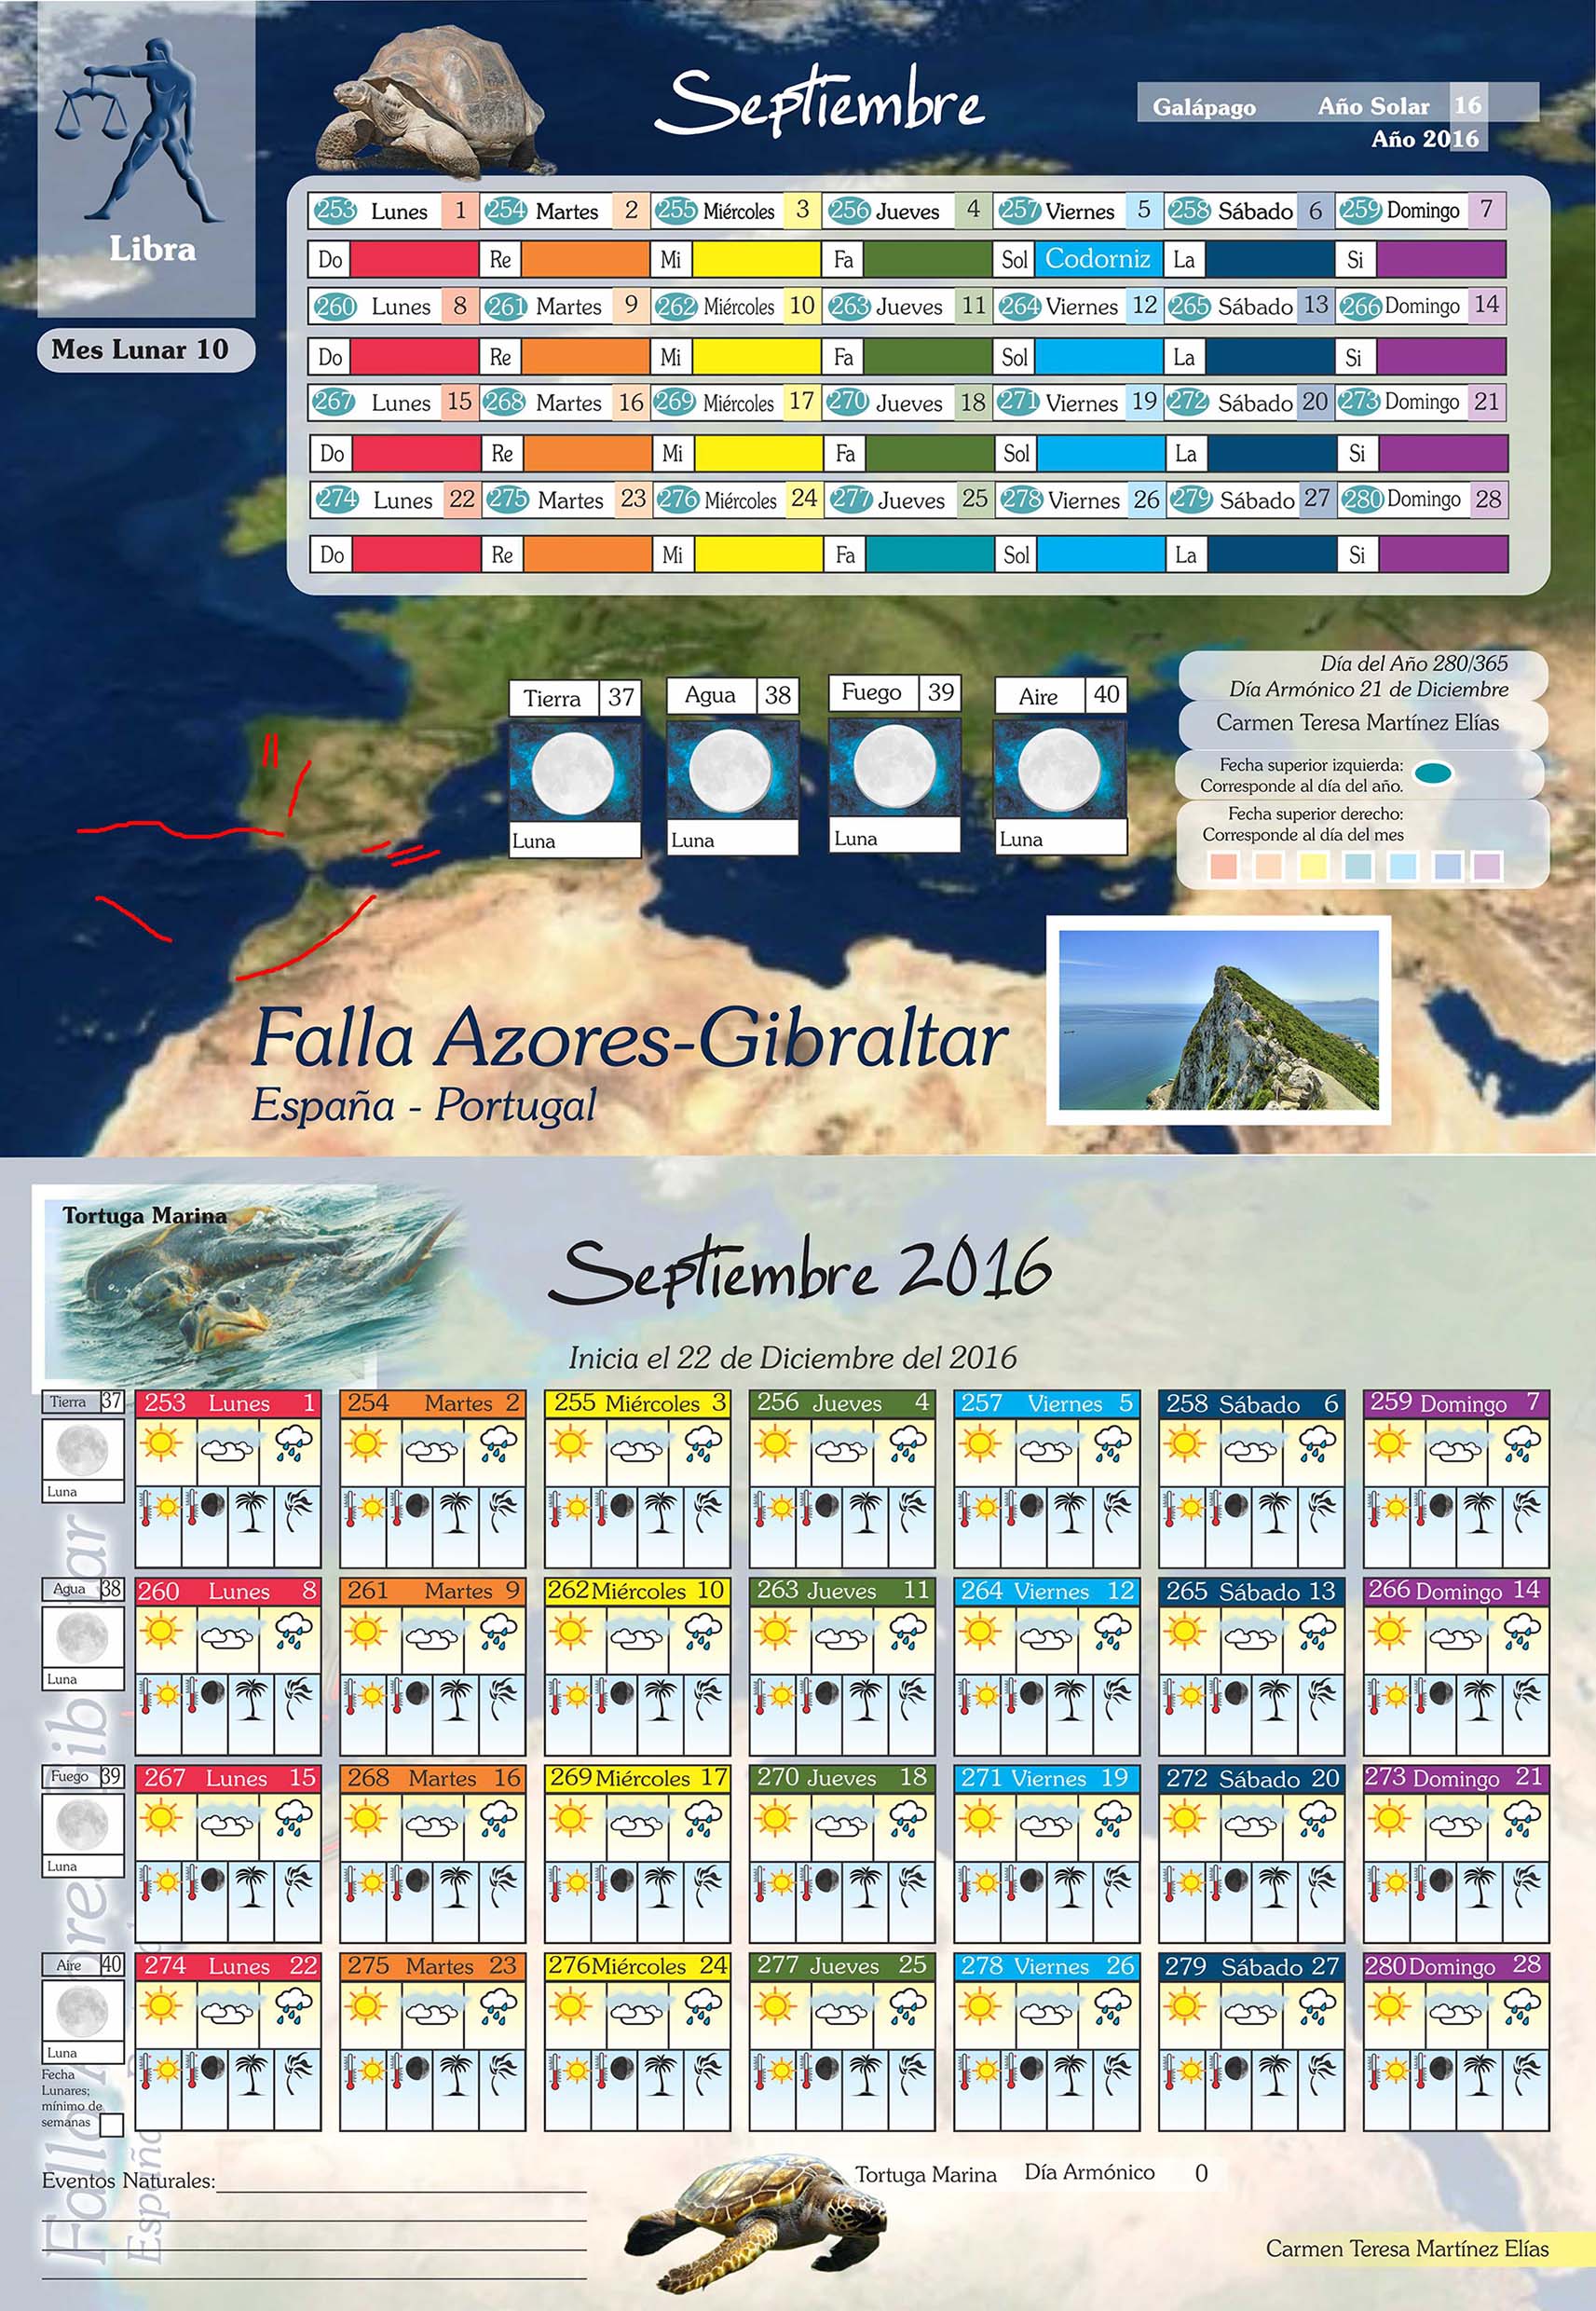 Septiembre
Galápago Año Solar 16
Año 2016
Libra
Mes Lunar 10
253 Lunes 1 254 Martes 2 255 Miércoles 3 256 Jueves 4 257 Viernes 5 258 Sábado 6 259 Domingo 7
Do Re Mi Fa Sol Codorniz La Si
260 Lunes 8 261 Martes 9 262 Miércoles 10 263 Jueves 11 264 Viernes 12 265 Sábado 13 266 Domingo 14
Do Re Mi Fa Sol La Si
267 Lunes 15 268 Martes 16 269 Miércoles 17 270 Jueves 18 271 Viernes 19 272 Sábado 20 273 Domingo 21
Do Re Mi Fa Sol La Si
274 Lunes 22 275 Martes 23 276 Miércoles 24 277 Jueves 25 278 Viernes 26 279 Sábado 27 280 Domingo 28
Do Re Mi Fa Sol La Si
Tierra 37 Agua 38 Fuego 39 Aire 40
Luna Luna Luna Luna
Día del Año 280/365
Día Armónico 21 de Diciembre
Carmen Teresa Martínez Elías
Fecha superior izquierda:
Corresponde al día del año.
Fecha superior derecho:
Corresponde al día del mes
Falla Azores-Gibraltar
España - Portugal
Tortuga Marina
Septiembre 2016
Inicia el 22 de Diciembre del 2016
Tierra 37 253 Lunes 1 254 Martes 2 255 Miércoles 3 256 Jueves 4 257 Viernes 5 258 Sábado 6 259 Domingo 7
Luna
Agua 38 260 Lunes 8 261 Martes 9 262 Miércoles 10 263 Jueves 11 264 Viernes 12 265 Sábado 13 266 Domingo 14
Luna
Fuego 39 267 Lunes 15 268 Martes 16 269 Miércoles 17 270 Jueves 18 271 Viernes 19 272 Sábado 20 273 Domingo 21
Luna
Aire 40 274 Lunes 22 275 Martes 23 276 Miércoles 24 277 Jueves 25 278 Viernes 26 279 Sábado 27 280 Domingo 28
Luna
Fecha
Lunares;
mínimo de
semanas
Eventos Naturales:
Tortuga Marina Día Armónico 0
Carmen Teresa Martínez Elías